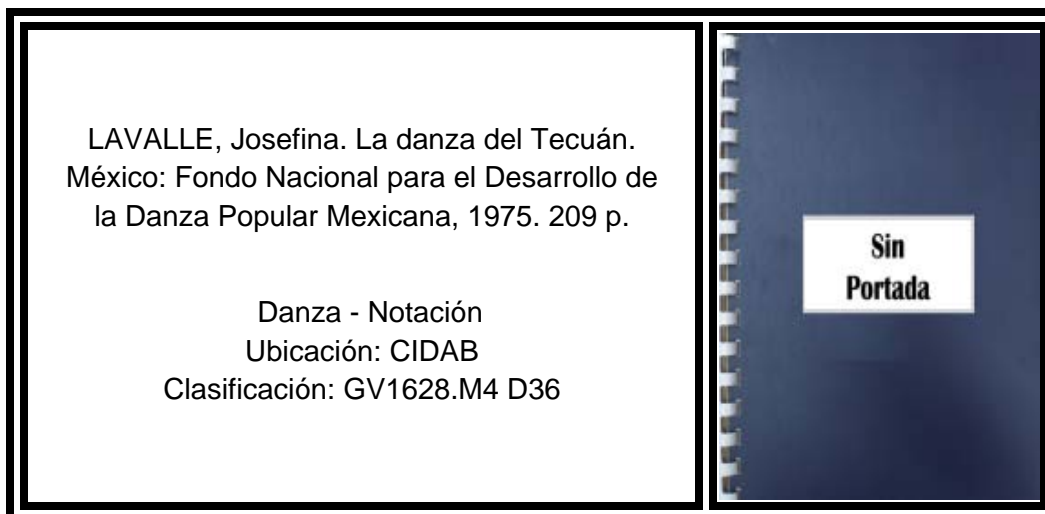 LAVALLE, Josefina. La danza del Tecuán.
México: Fondo Nacional para el Desarrollo de
la Danza Popular Mexicana, 1975. 209 p.
Danza - Notación
Ubicación: CIDAB
Clasificación: GV1628.M4 D36
Sin
Portada